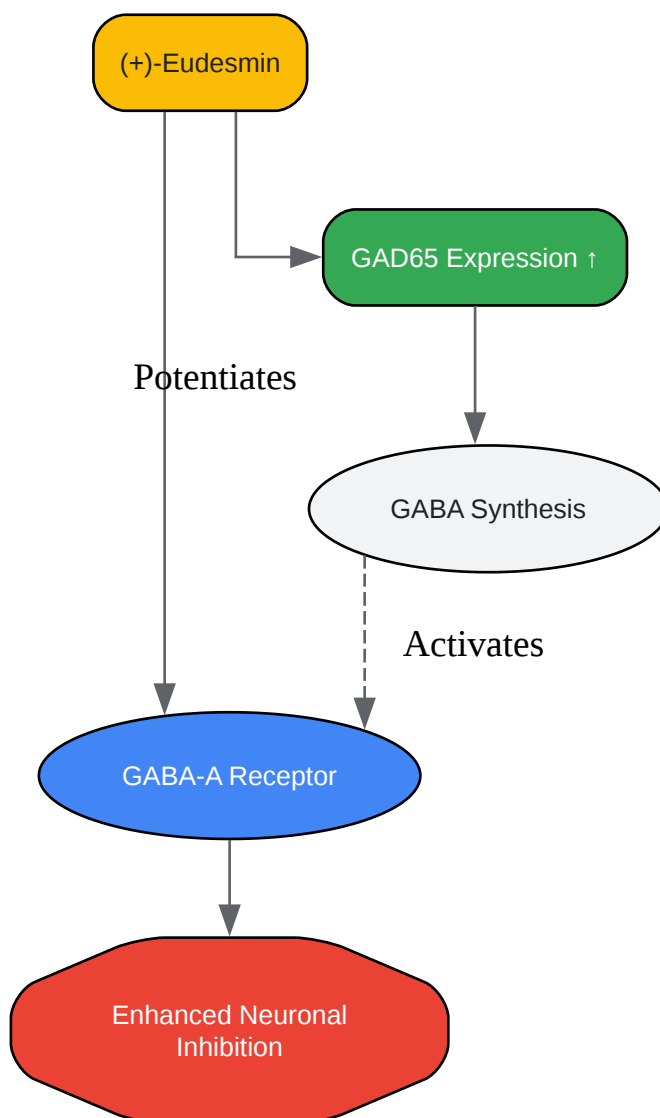 (+)-Eudesmin
GAD65 Expression ↑
Potentiates
GABA Synthesis
Activates
GABA-A Receptor
Enhanced Neuronal
Inhibition